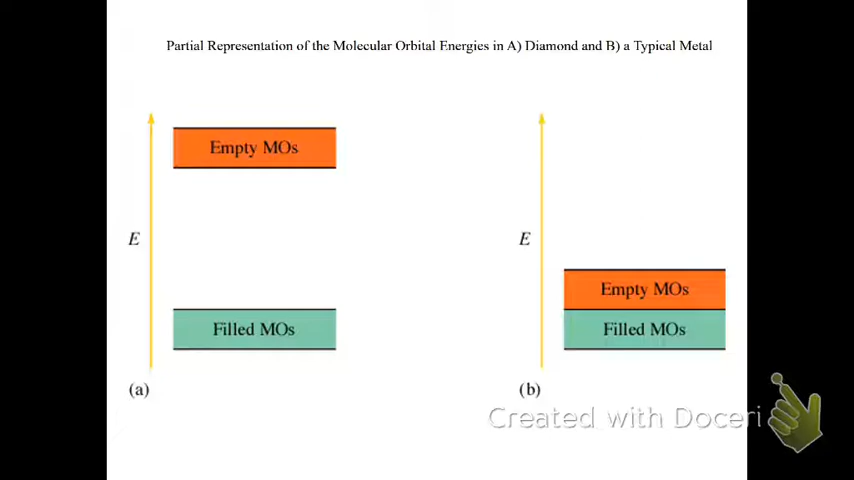 Partial Representation of the Molecular Orbital Energies in A) Diamond and B) a Typical Metal
Empty MOs
E
Filled MOs
(a)
E
Empty MOs
Filled MOs
(b)
Created with Doceri